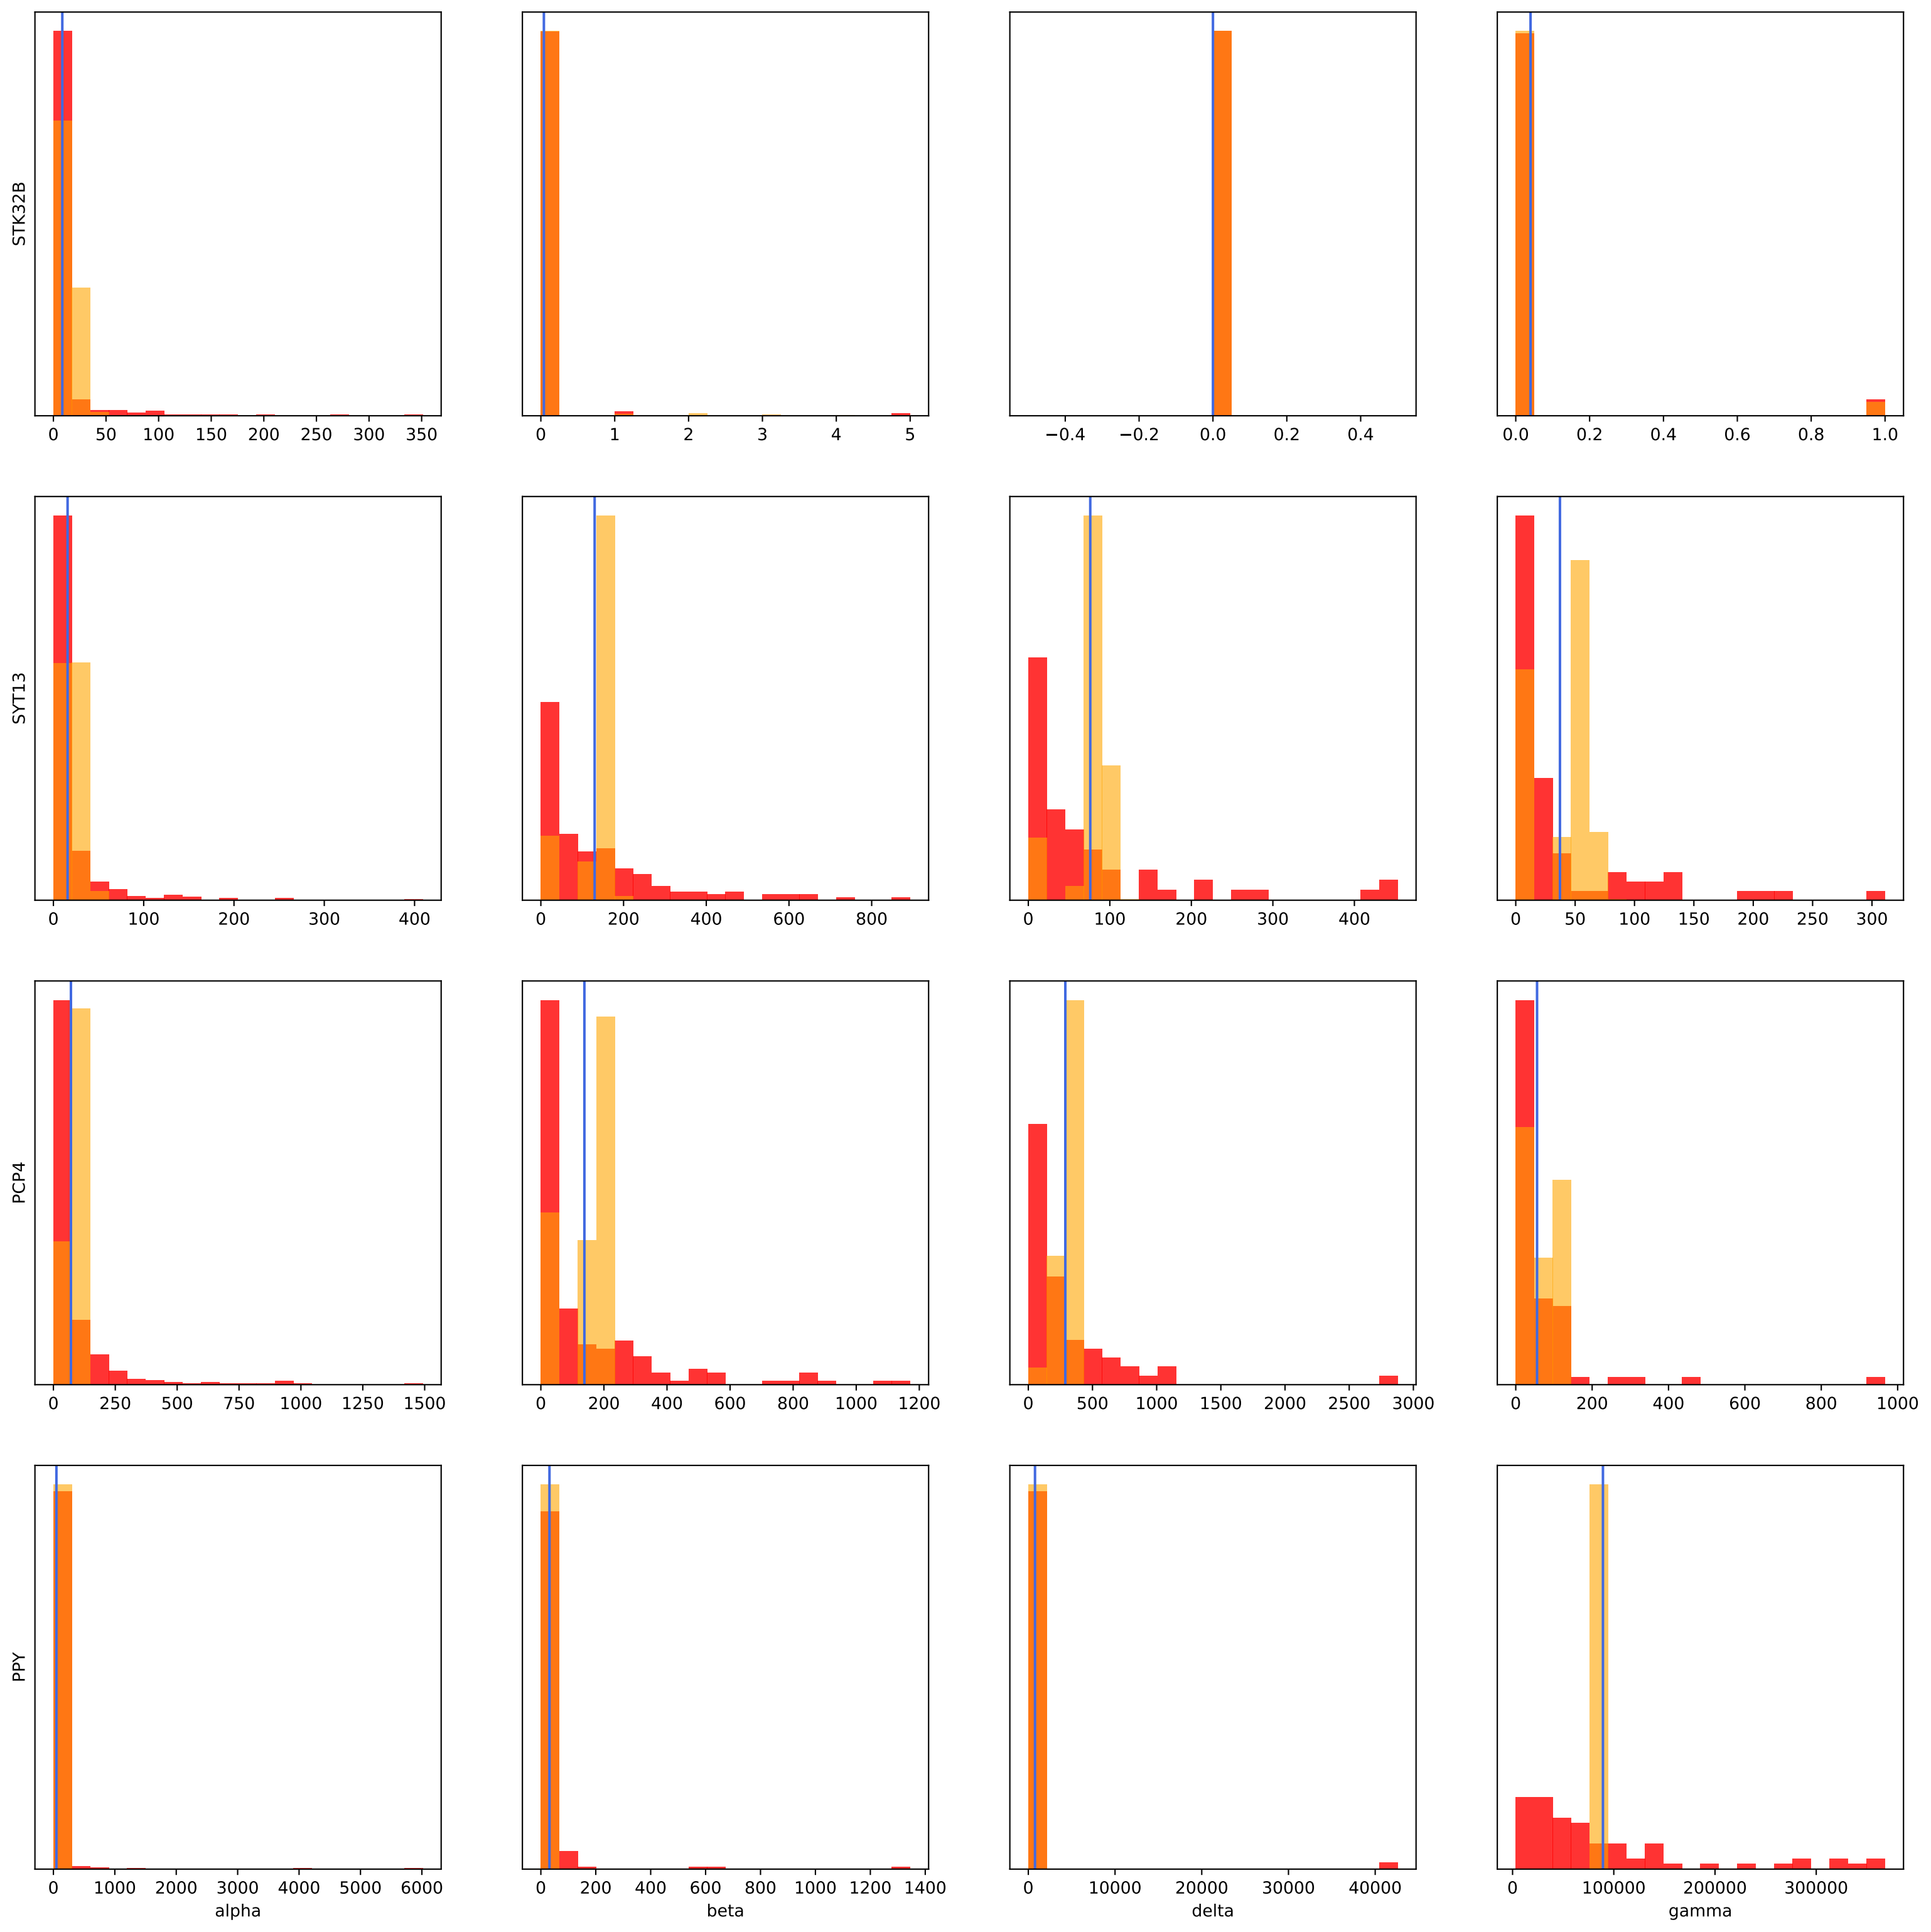 STK32B
0 50 100 150 200 250 300 350
0 1 2 3 4 5
−0.4 −0.2 0.0 0.2 0.4
0.0 0.2 0.4 0.6 0.8 1.0
SYT13
0 100 200 300 400
0 200 400 600 800
0 100 200 300 400
0 50 100 150 200 250 300
PCP4
0 250 500 750 1000 1250 1500
0 200 400 600 800 1000 1200
0 500 1000 1500 2000 2500 3000
0 200 400 600 800 1000
PPY
0 1000 2000 3000 4000 5000 6000
0 200 400 600 800 1000 1200 1400
0 10000 20000 30000 40000
0 100000 200000 300000
alpha
beta
delta
gamma